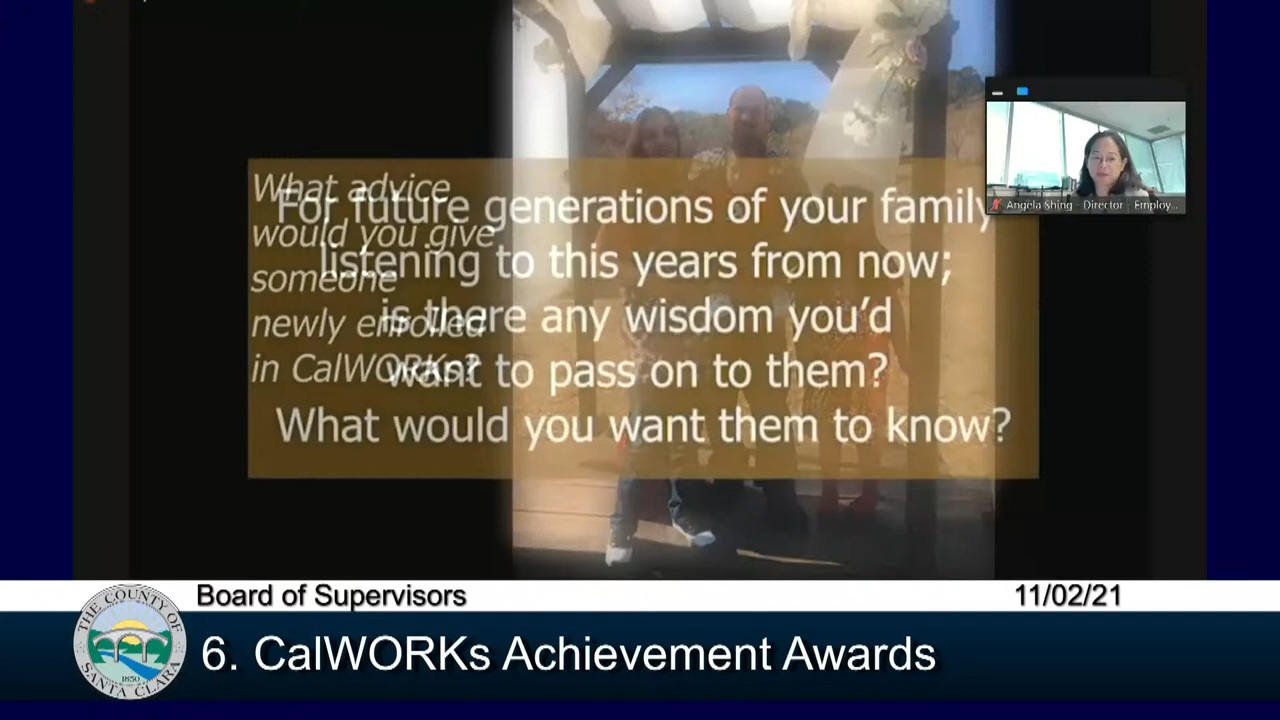 What advice
would you give
someone
newly enrolled
in CalWORKs?
For future generations of your family
listening to this years from now;
is there any wisdom you'd
want to pass on to them?
What would you want them to know?
Angela Shing - Director - Employ...
Board of Supervisors
11/02/21
6. CalWORKs Achievement Awards
THE COUNTY OF
SANTA CLARA
1850